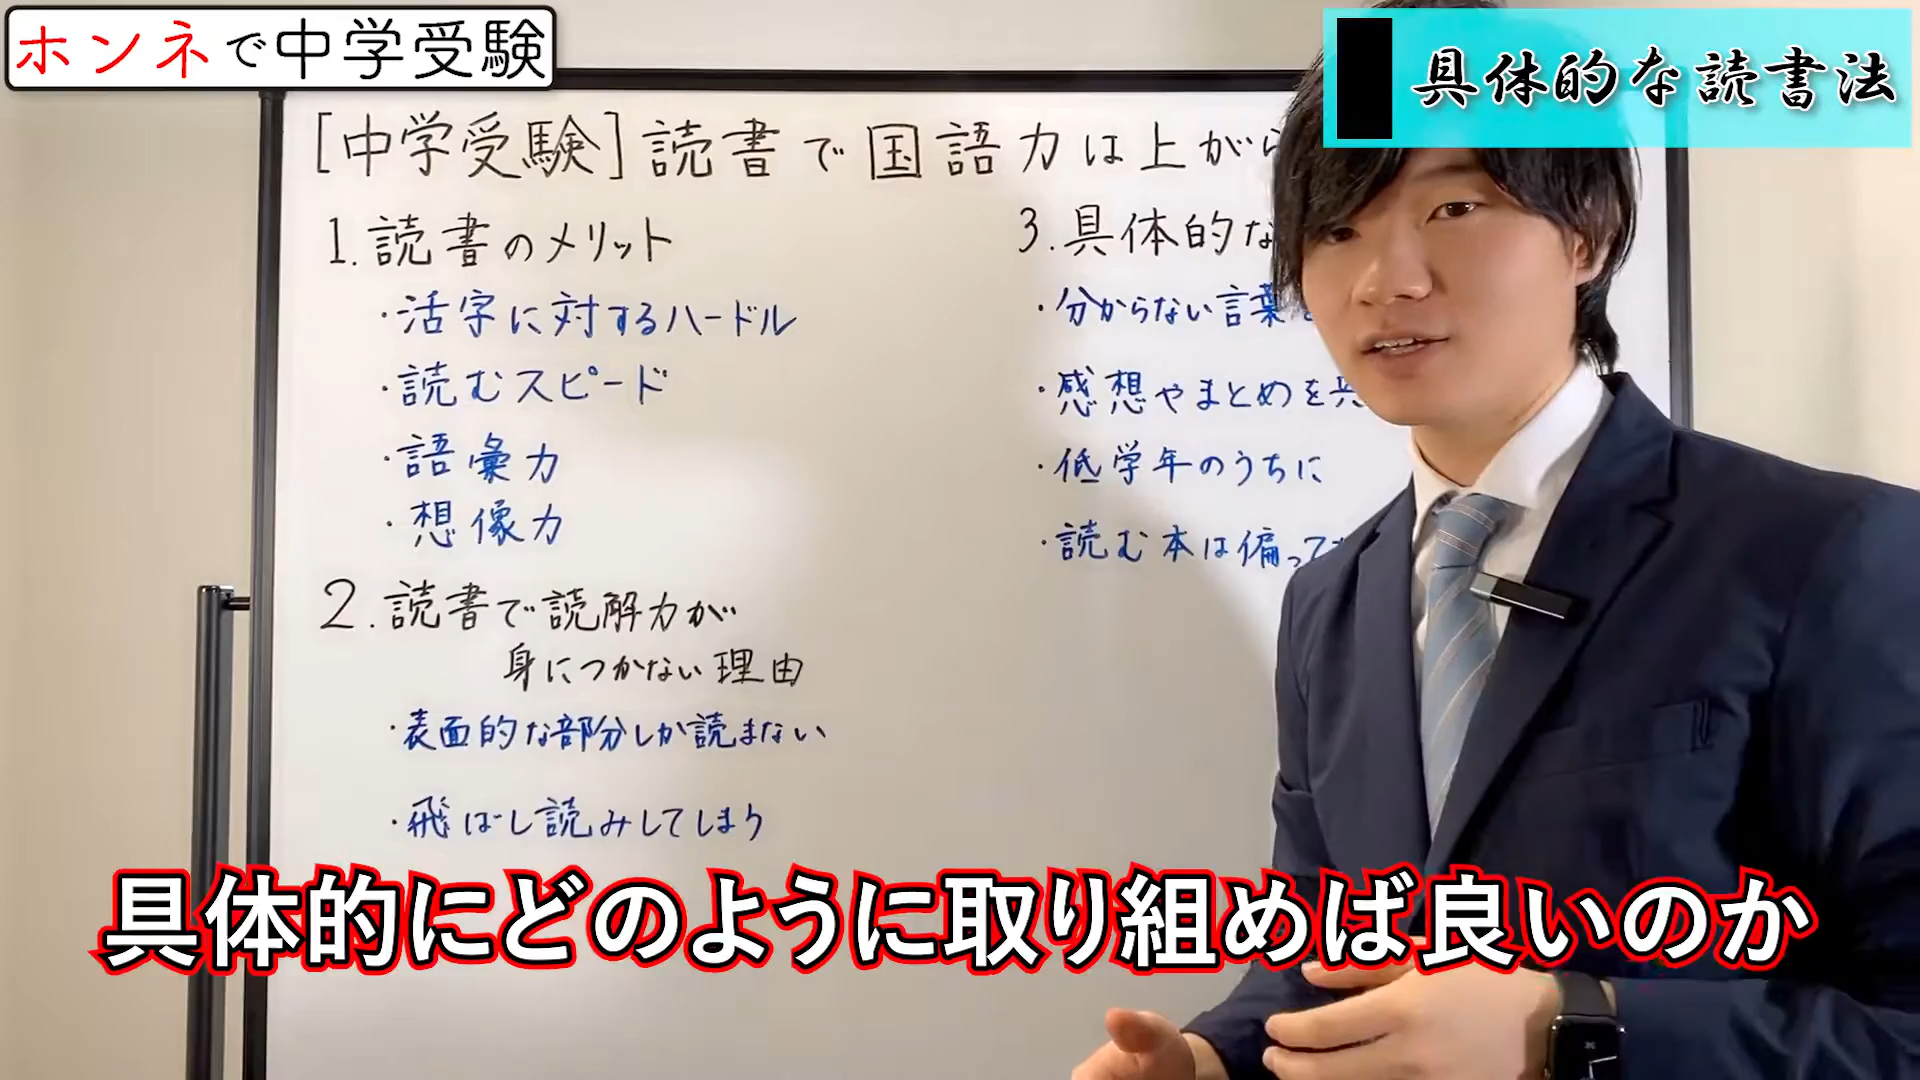 ホンネで中学受験
具体的な読書法
[中学受験]読書で国語力は上がら
1.読書のメリット
・活字に対するハードル
・読むスピード
・語彙力
・想像力
2.読書で読解力が
身につかない理由
・表面的な部分しか読まない
・飛ばし読みしてしまう
3.具体的な
・分からない言葉
・感想やまとめを共
・低学年のうちに
・読む本は偏って
具体的にどのように取り組めば良いのか